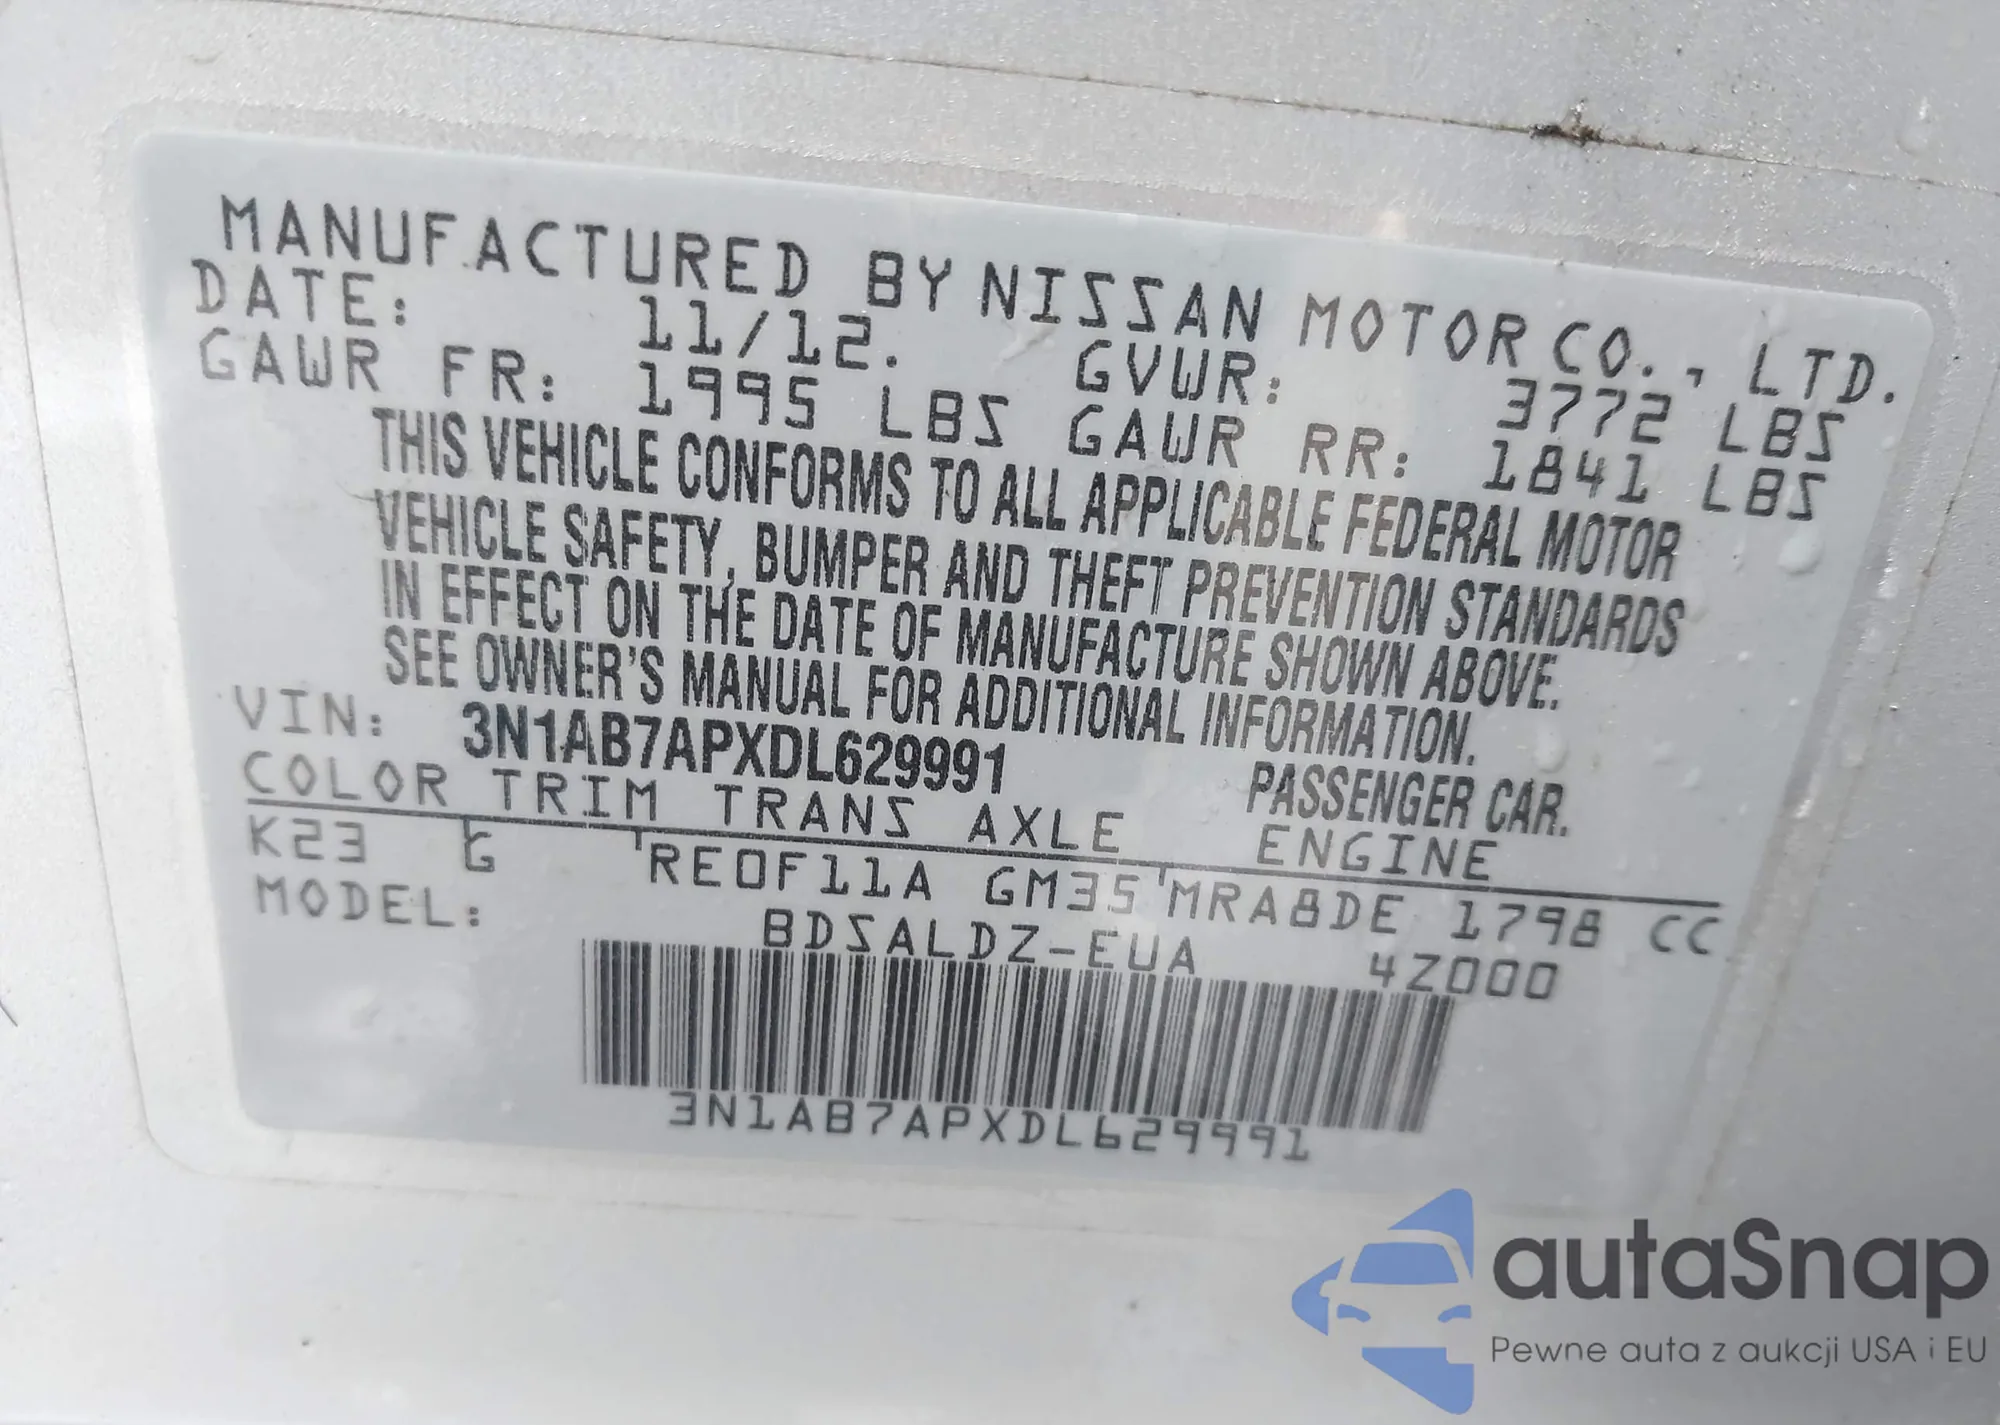 MANUFACTURED BY NISSAN MOTOR CO., LTD.
DATE: 11/12. GVWR: 3772 LBS
GAWR FR: 1995 LBS GAWR RR: 1841 LBS
THIS VEHICLE CONFORMS TO ALL APPLICABLE FEDERAL MOTOR
VEHICLE SAFETY, BUMPER AND THEFT PREVENTION STANDARDS
IN EFFECT ON THE DATE OF MANUFACTURE SHOWN ABOVE.
SEE OWNER'S MANUAL FOR ADDITIONAL INFORMATION.
VIN: 3N1AB7APXDL629991 PASSENGER CAR.
COLOR TRIM TRANS AXLE ENGINE
K23 G RE0F11A GM35 MRA8DE 1798 CC
MODEL: BDSALDZ-EUA 4Z000
3N1AB7APXDL629991
autaSnap
Pewne auta z aukcji USA i EU